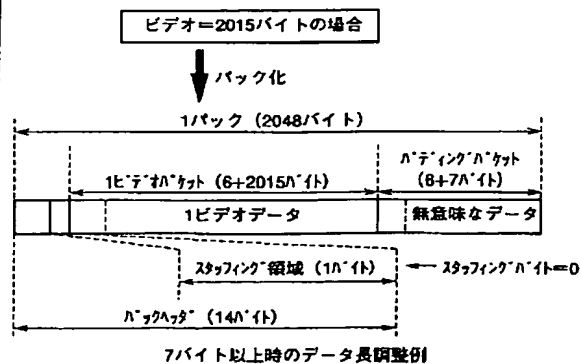 ビデオ=2015バイトの場合
パック化
1パック (2048バイト)
パディングパケット
1ビデオパケット (6+2015バイト)
(6+7バイト)
1ビデオデータ
無意味なデータ
スタッフィング領域 (1バイト)
スタッフィングバイト=0
パックヘッダ (14バイト)
7バイト以上時のデータ長調整例